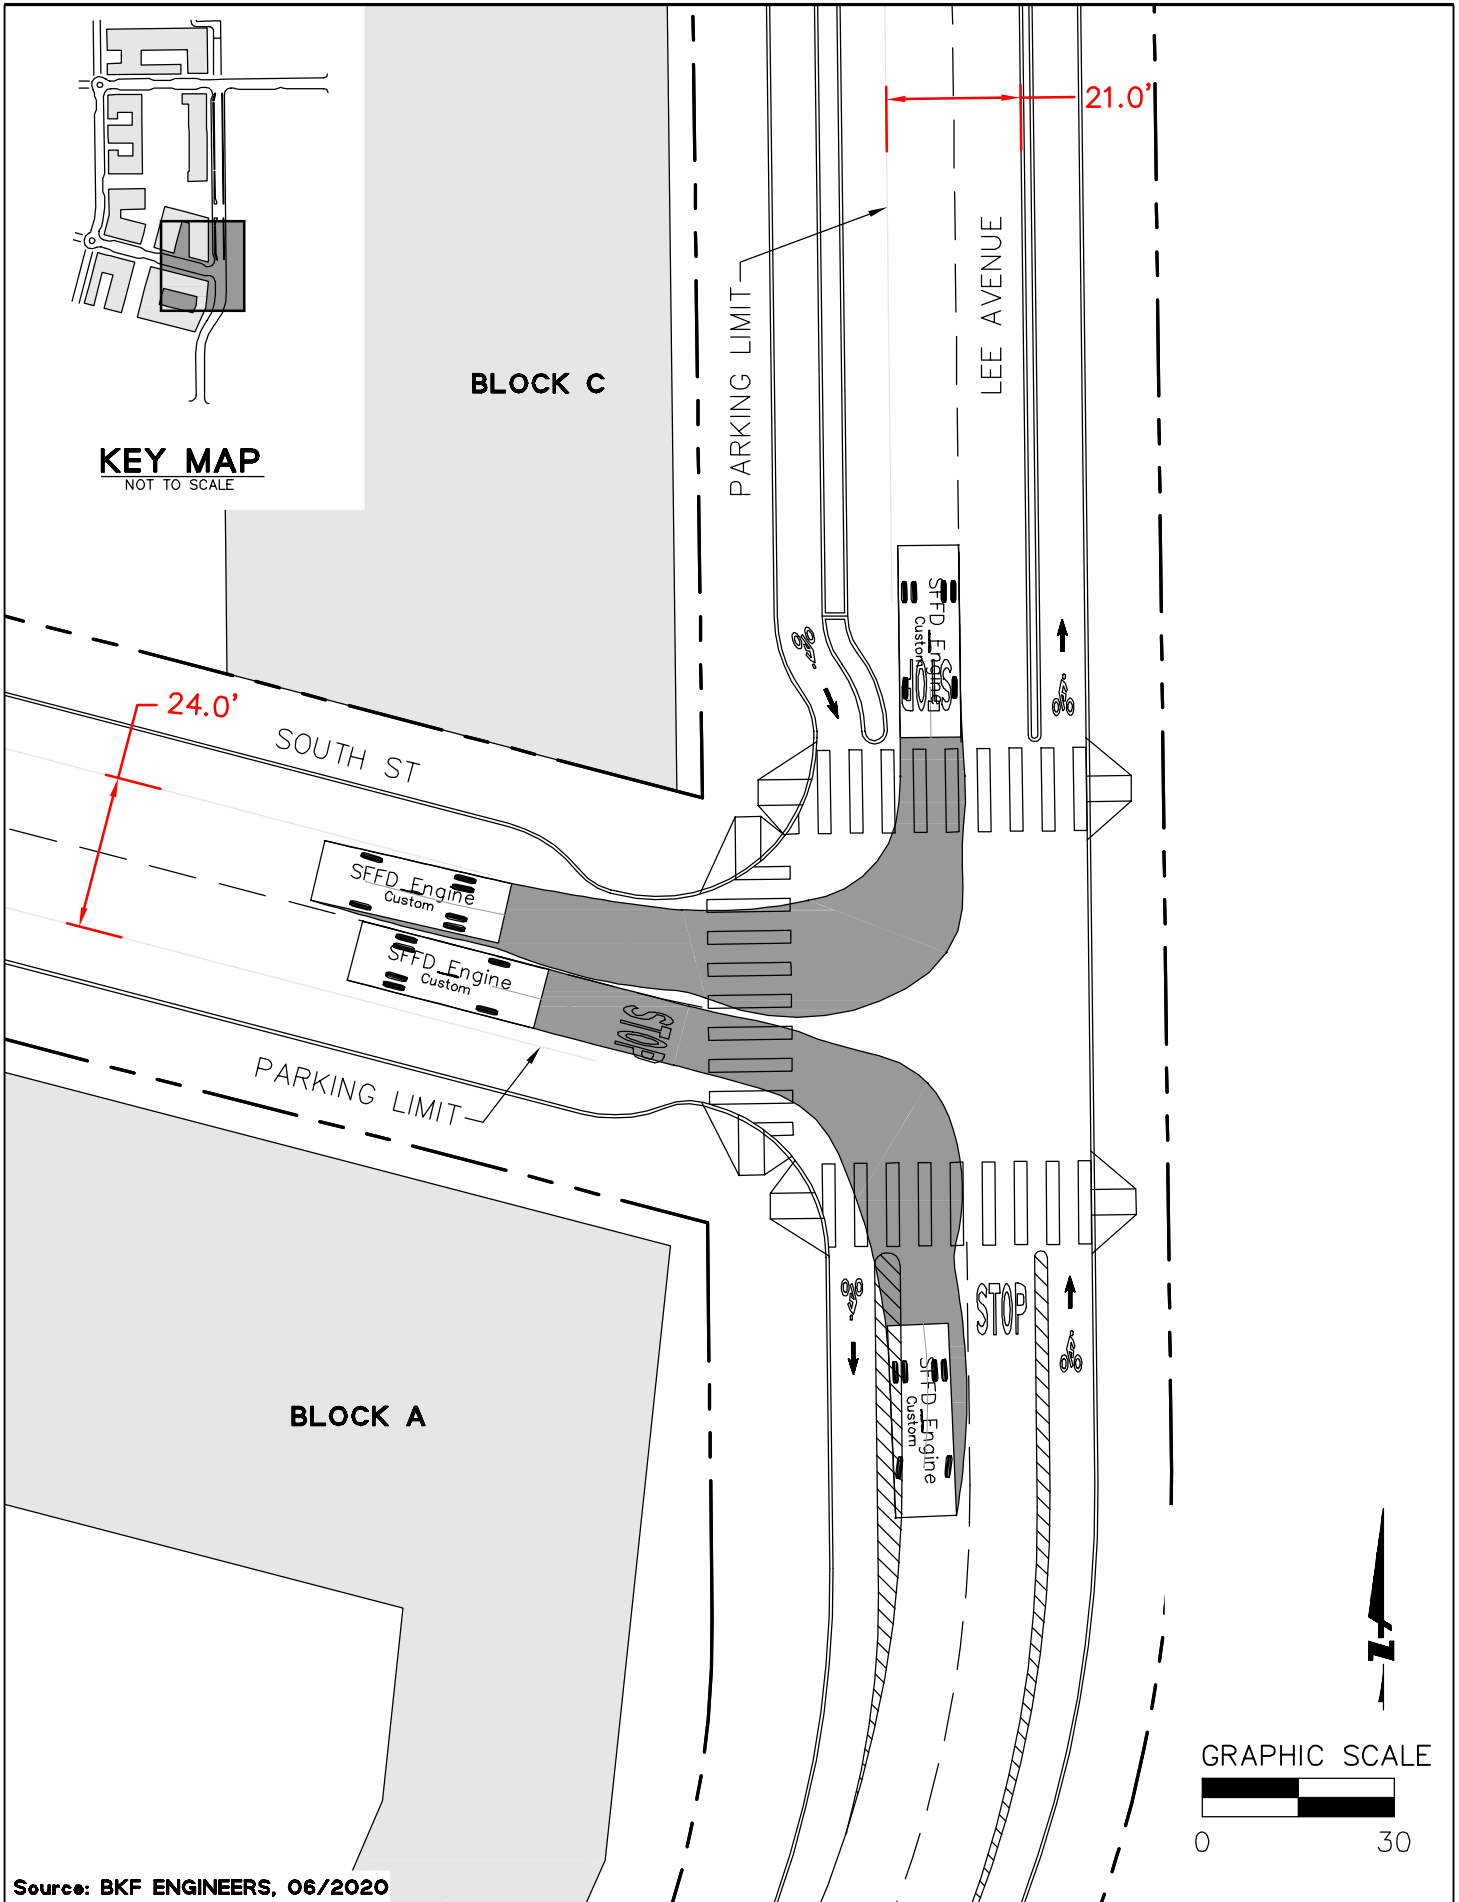 21.0'
LEE AVENUE
PARKING LIMIT
BLOCK C
KEY MAP
NOT TO SCALE
SFFD Engine
Custom
STOP
24.0'
SOUTH ST
SFFD Engine
Custom
SFFD Engine
Custom
STOP
PARKING LIMIT
STOP
SFFD Engine
Custom
BLOCK A
GRAPHIC SCALE
0 30
Source: BKF ENGINEERS, 06/2020